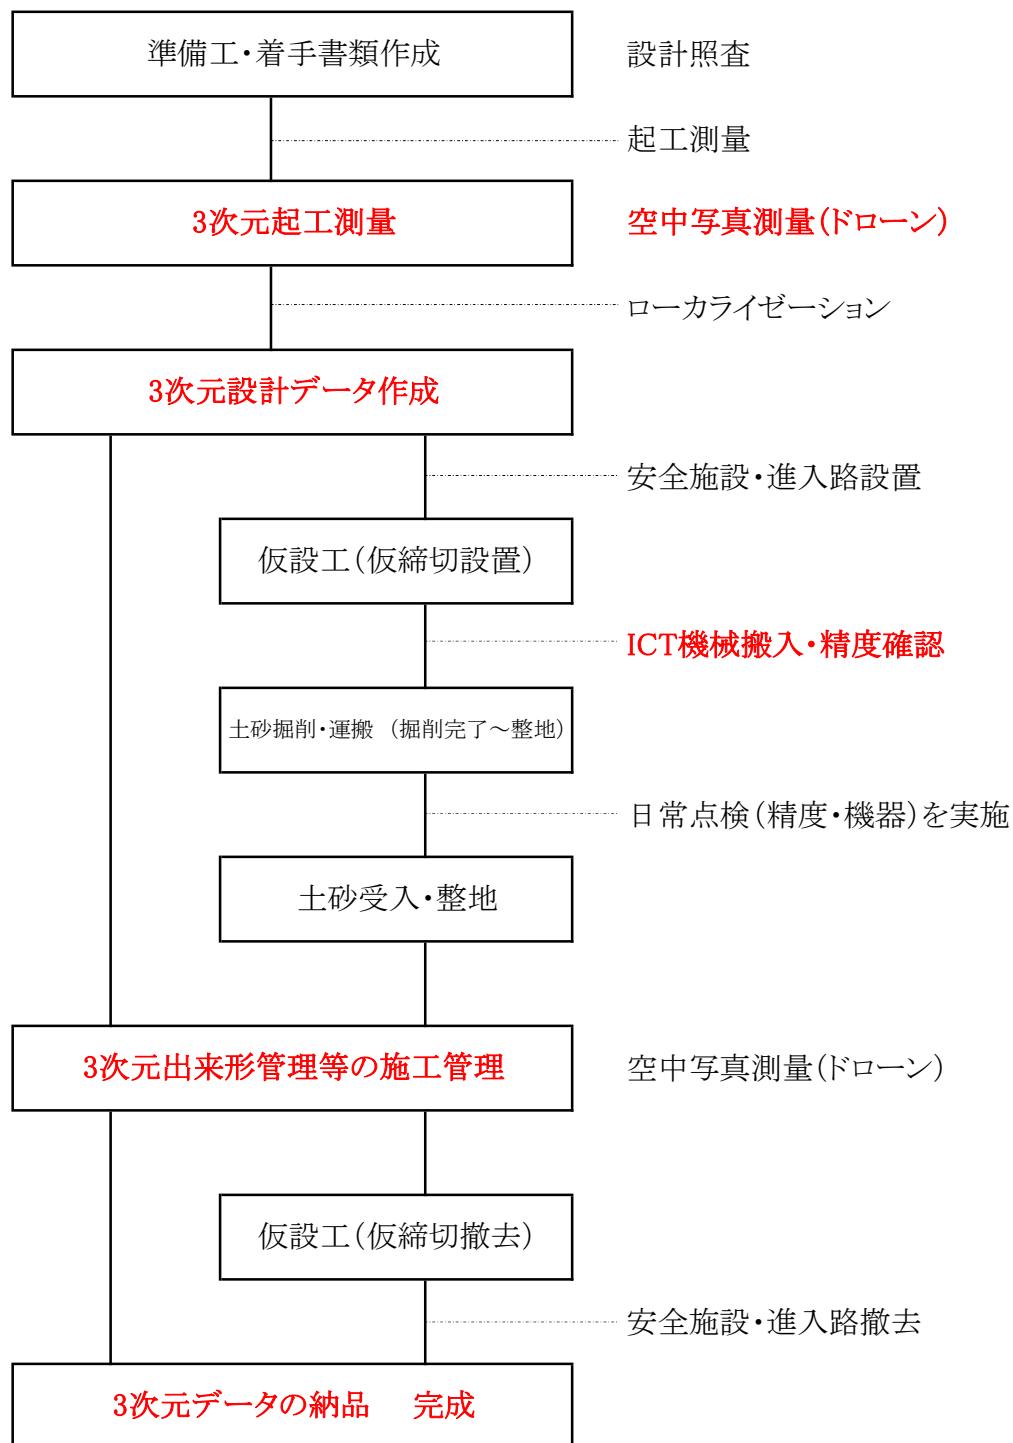 準備工・着手書類作成
設計照査
起工測量
3次元起工測量
空中写真測量(ドローン)
ローカライゼーション
3次元設計データ作成
安全施設・進入路設置
仮設工(仮締切設置)
ICT機械搬入・精度確認
土砂掘削・運搬 (掘削完了～整地)
日常点検(精度・機器)を実施
土砂受入・整地
3次元出来形管理等の施工管理
空中写真測量(ドローン)
仮設工(仮締切撤去)
安全施設・進入路撤去
3次元データの納品 完成